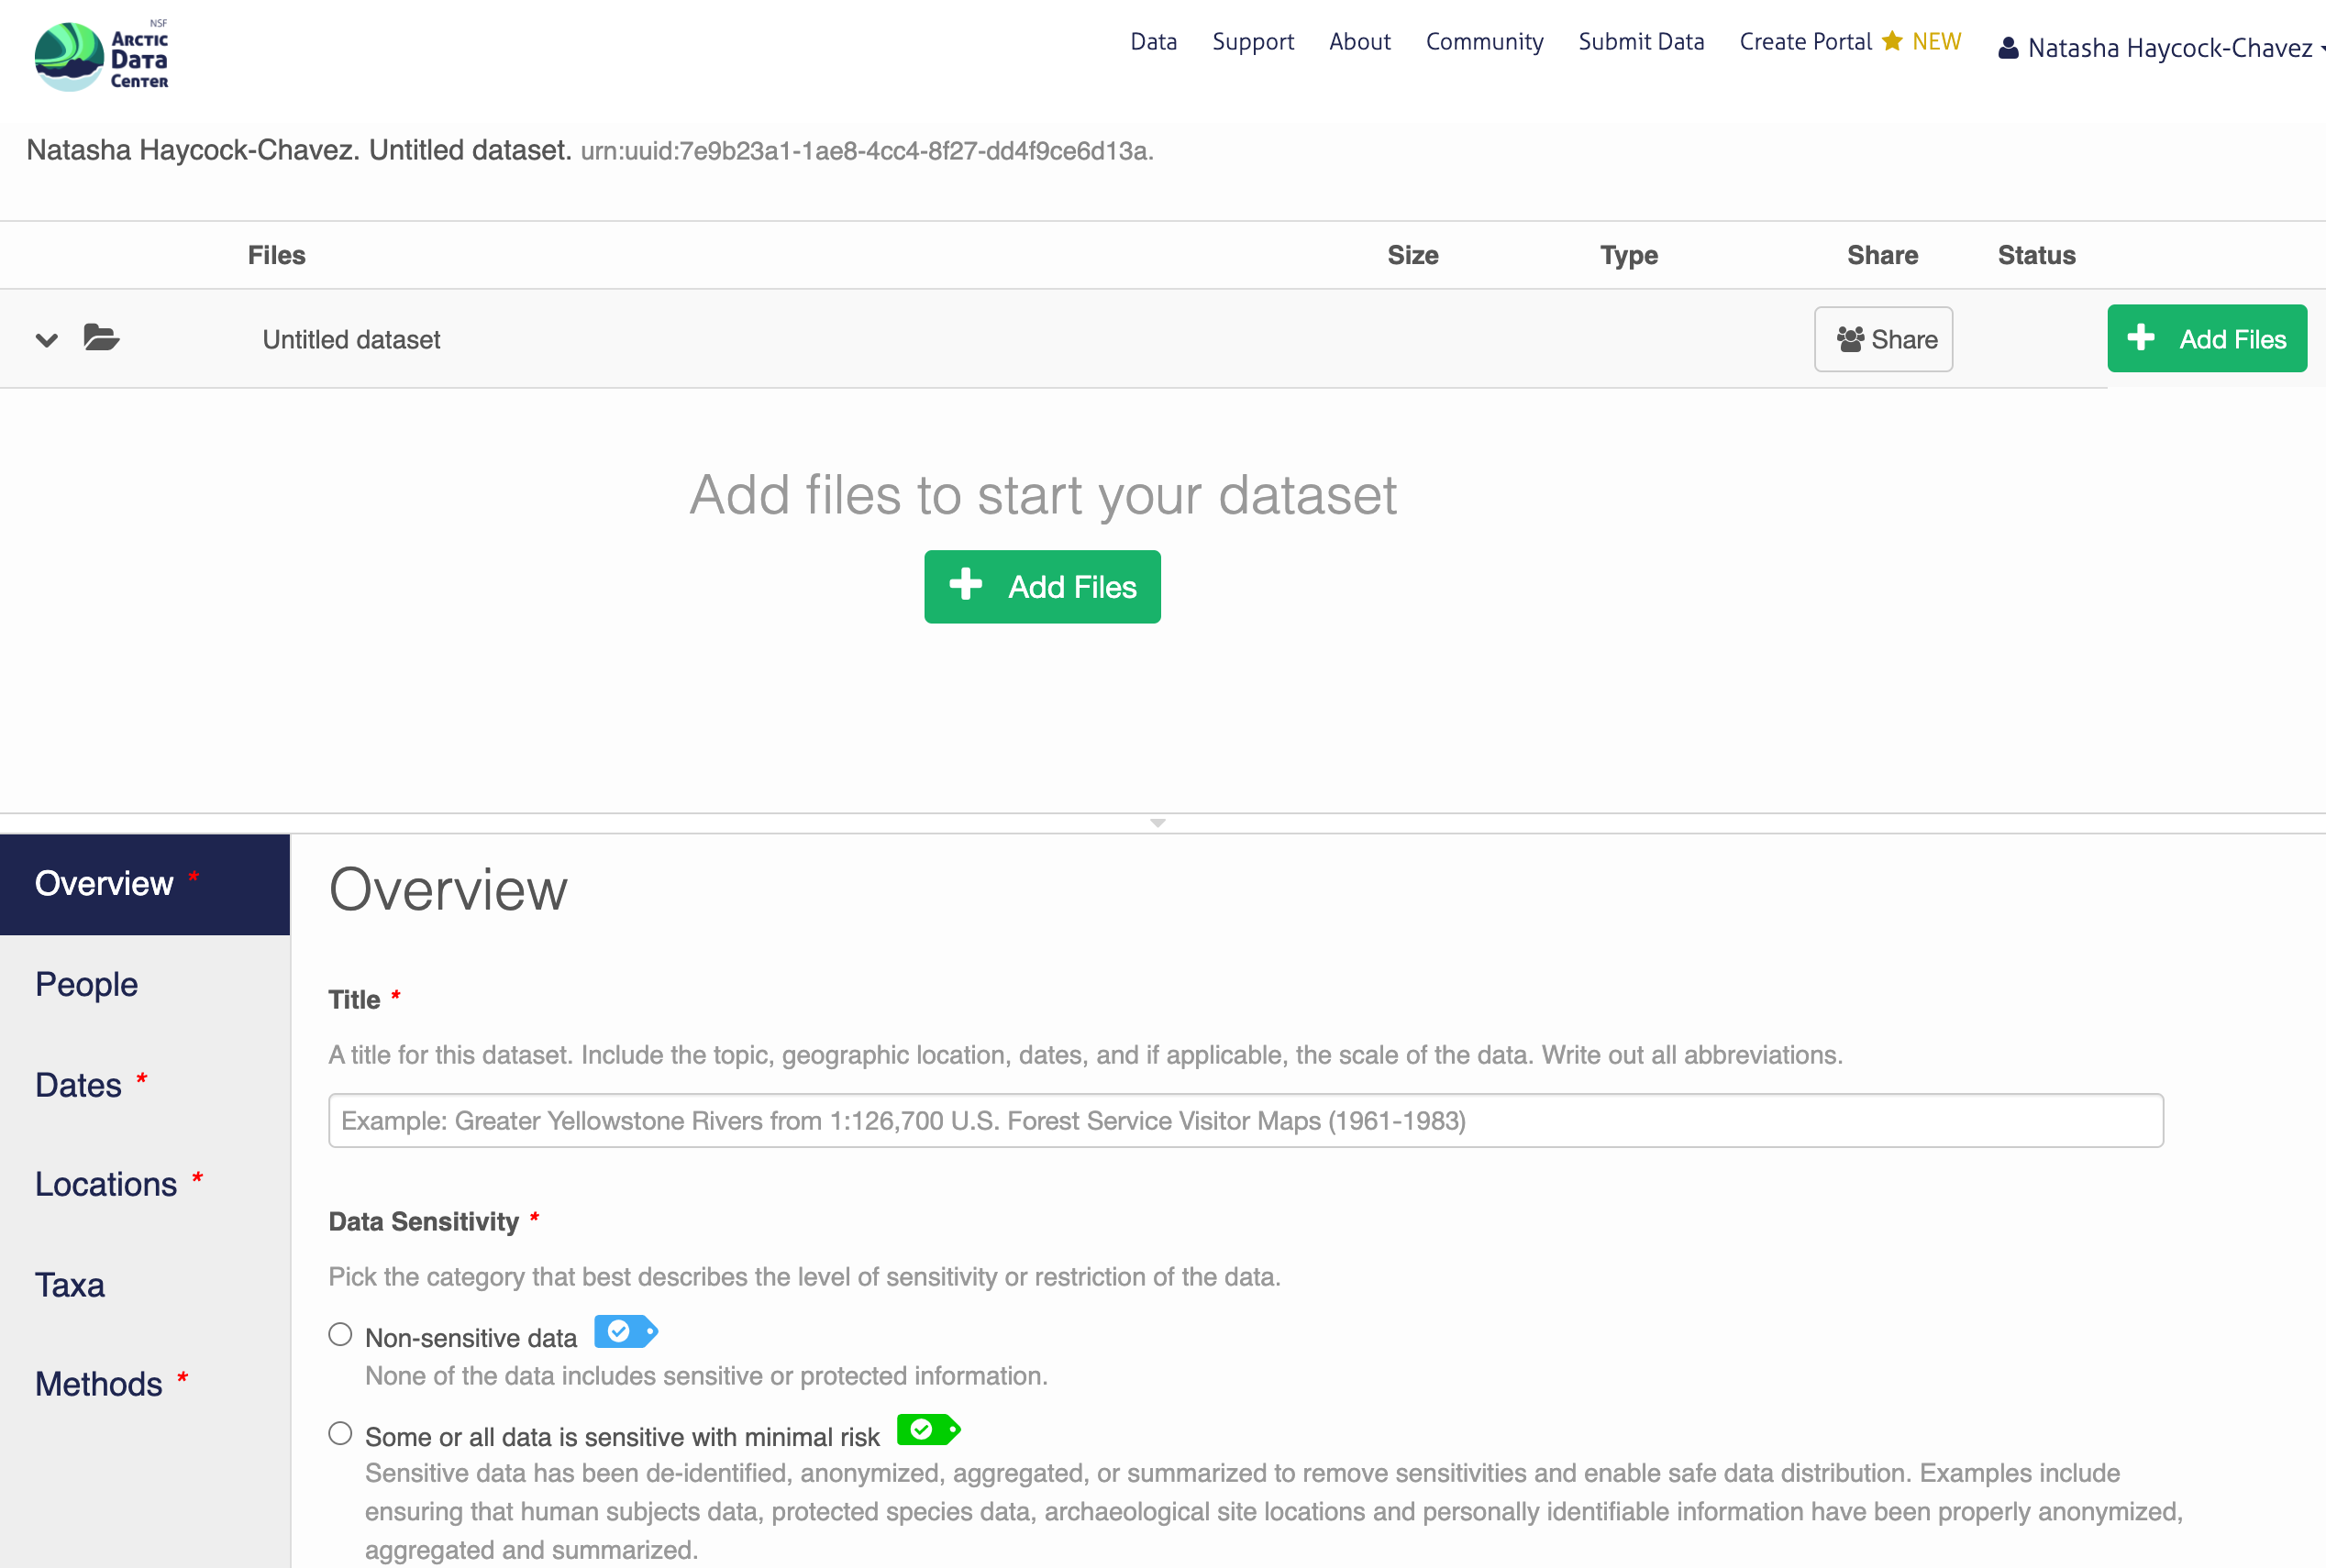 NSF
ARCTIC
DATA
CENTER
Data Support About Community Submit Data Create Portal NEW Natasha Haycock-Chavez
Natasha Haycock-Chavez. Untitled dataset. urn:uuid:7e9b23a1-1ae8-4cc4-8f27-dd4f9ce6d13a.
Files Size Type Share Status
Untitled dataset Share Add Files
Add files to start your dataset
Add Files
Overview *
People
Dates *
Locations *
Taxa
Methods *
Overview
Title *
A title for this dataset. Include the topic, geographic location, dates, and if applicable, the scale of the data. Write out all abbreviations.
Example: Greater Yellowstone Rivers from 1:126,700 U.S. Forest Service Visitor Maps (1961-1983)
Data Sensitivity *
Pick the category that best describes the level of sensitivity or restriction of the data.
Non-sensitive data
None of the data includes sensitive or protected information.
Some or all data is sensitive with minimal risk
Sensitive data has been de-identified, anonymized, aggregated, or summarized to remove sensitivities and enable safe data distribution. Examples include
ensuring that human subjects data, protected species data, archaeological site locations and personally identifiable information have been properly anonymized,
aggregated and summarized.